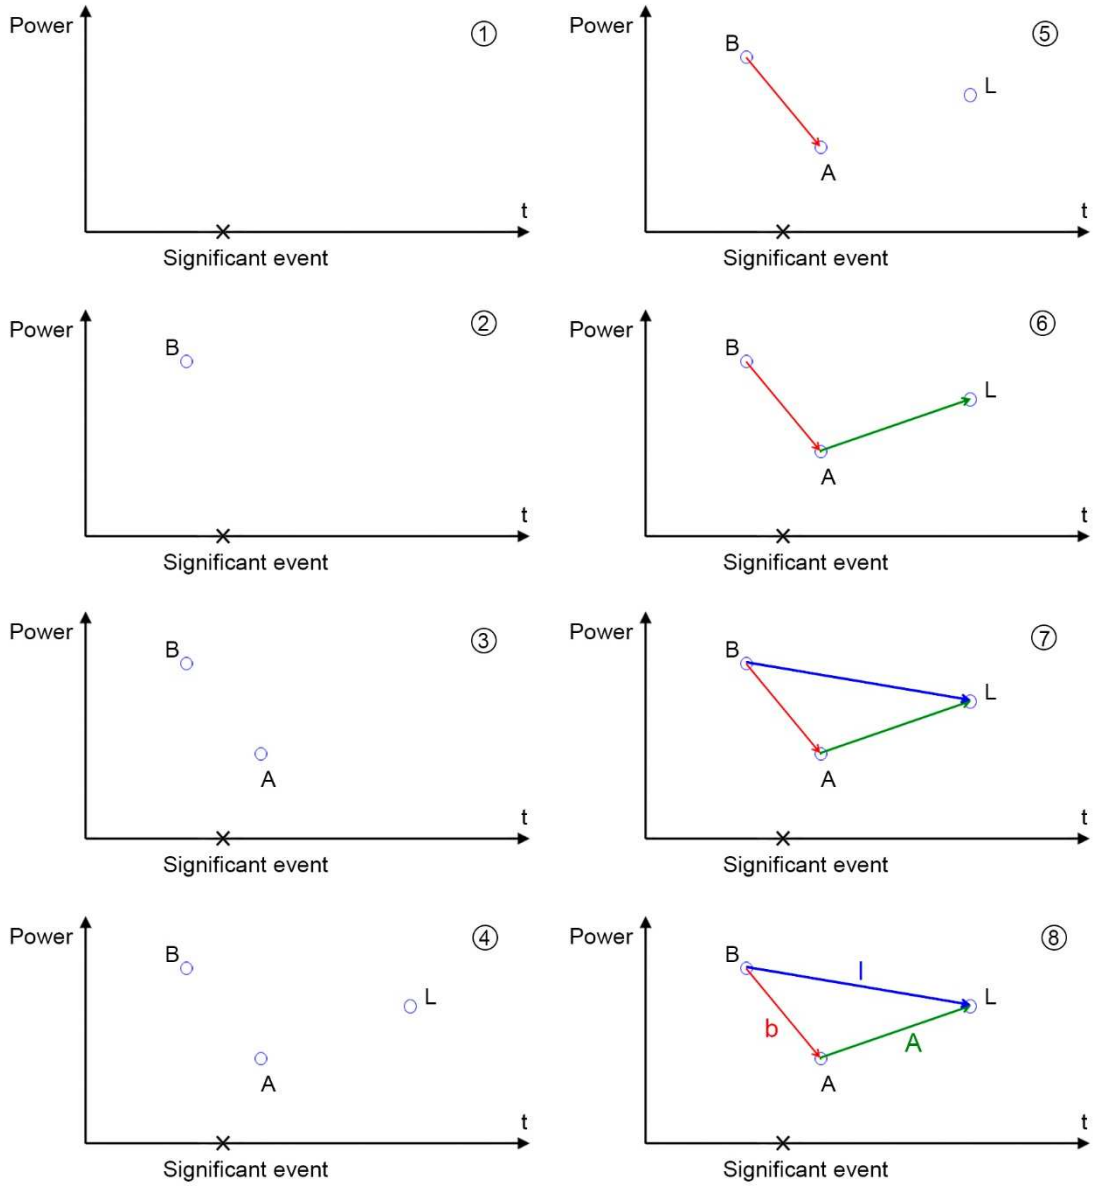 Power
①
t
Significant event
Power
②
B
t
Significant event
Power
③
B
A
t
Significant event
Power
④
B
L
A
t
Significant event
Power
⑤
B
L
A
t
Significant event
Power
⑥
B
L
A
t
Significant event
Power
⑦
B
L
A
t
Significant event
Power
⑧
B
l
L
b
A
A
t
Significant event